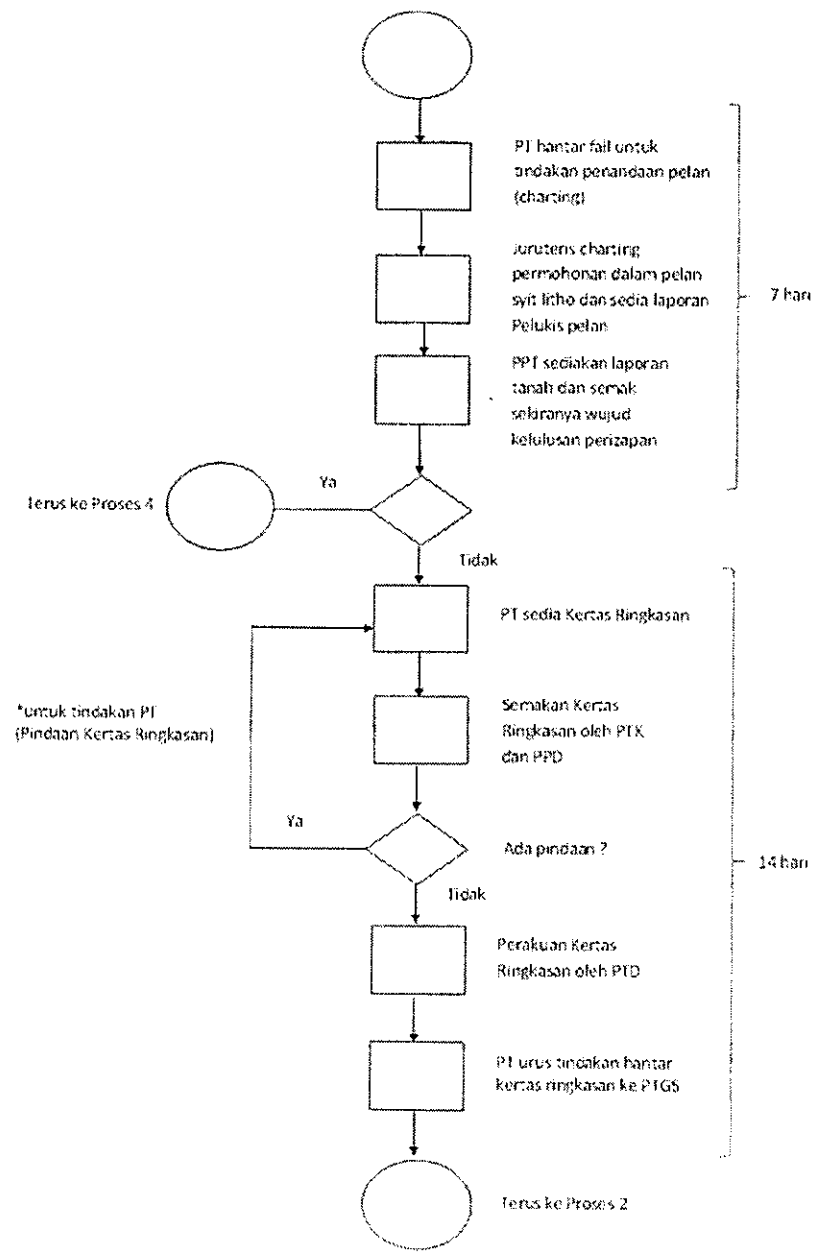 PT hantar fail untuk
andakan penandaan pelan
(charting)
Juruteris charting
permohonan dalam pelan
syit litho dan sedia laporan
Pelukis pelan
7 hari
PPT sediakan laporan
tanah dan semak
sekiranya wujud
kelulusan perizapan
Ya
Terus ke Proses 4
Tidak
PT sedia Kertas Ringkasan
*untuk tindakan PT
(Pindaan Kertas Ringkasan)
Semakan Kertas
Ringkasan oleh PTK
dan PPD
Ya
Ada pindaan ?
14 hari
Tidak
Perakuan Kertas
Ringkasan oleh PTD
PT urus tindakan hantar
kertas ringkasan ke PTGS
Terus ke Proses 2